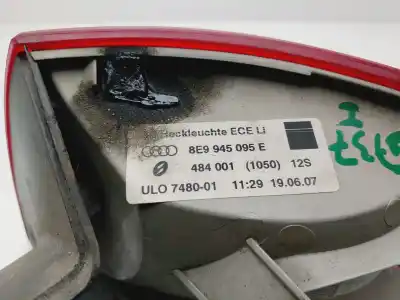 Heckleuchte ECE Li
8E9 945 095 E
484 001 (1050) 12S
ULO 7480-01 11:29 19.06.07